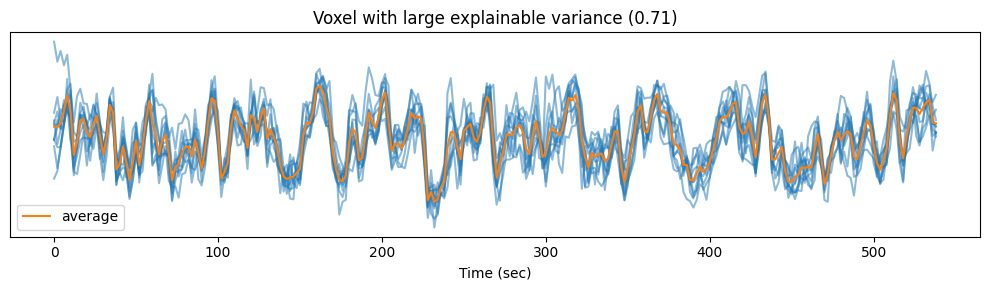 Voxel with large explainable variance (0.71)
average
0 100 200 300 400 500
Time (sec)